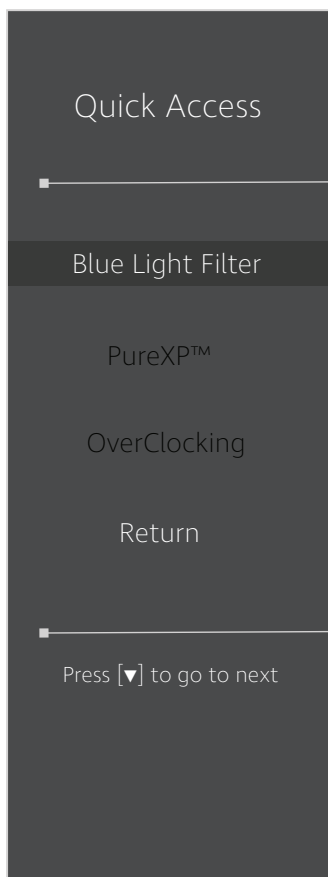 Quick Access
Blue Light Filter
PureXP™
OverClocking
Return
Press [▼] to go to next